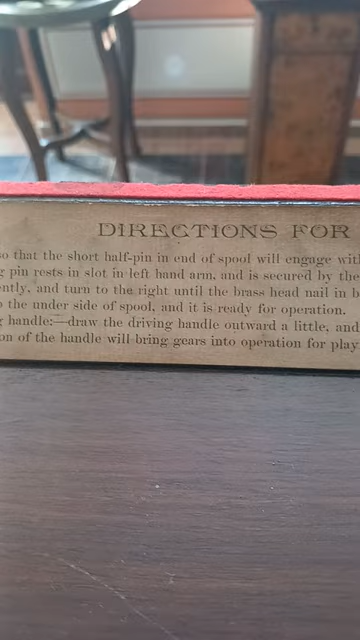 DIRECTIONS FOR
so that the short half-pin in end of spool will engage with
pin rests in slot in left hand arm, and is secured by the
ently, and turn to the right until the brass head nail in b
the under side of spool, and it is ready for operation.
g handle:—draw the driving handle outward a little, and
on of the handle will bring gears into operation for play